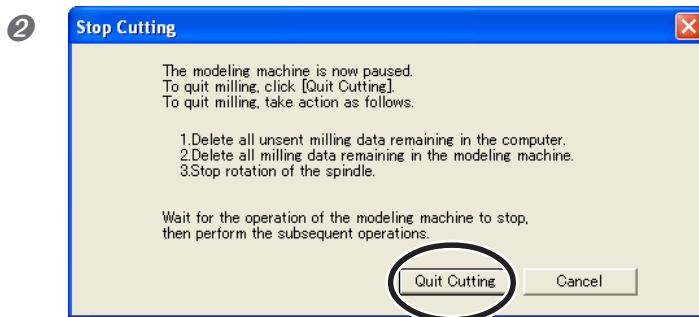 2
Stop Cutting
The modeling machine is now paused.
To quit milling, click [Quit Cutting].
To quit milling, take action as follows.
1.Delete all unsent milling data remaining in the computer.
2.Delete all milling data remaining in the modeling machine.
3.Stop rotation of the spindle.
Wait for the operation of the modeling machine to stop,
then perform the subsequent operations.
Quit Cutting Cancel